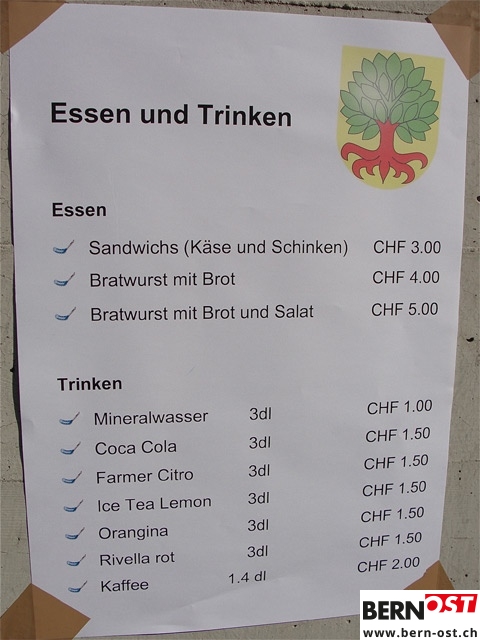 Essen und Trinken
Essen
Sandwichs (Käse und Schinken) CHF 3.00
Bratwurst mit Brot CHF 4.00
Bratwurst mit Brot und Salat CHF 5.00
Trinken
Mineralwasser 3dl CHF 1.00
Coca Cola 3dl CHF 1.50
Farmer Citro 3dl CHF 1.50
Ice Tea Lemon 3dl CHF 1.50
Orangina 3dl CHF 1.50
Rivella rot 3dl CHF 1.50
Kaffee 1.4 dl CHF 2.00
BERNOST
www.bern-ost.ch